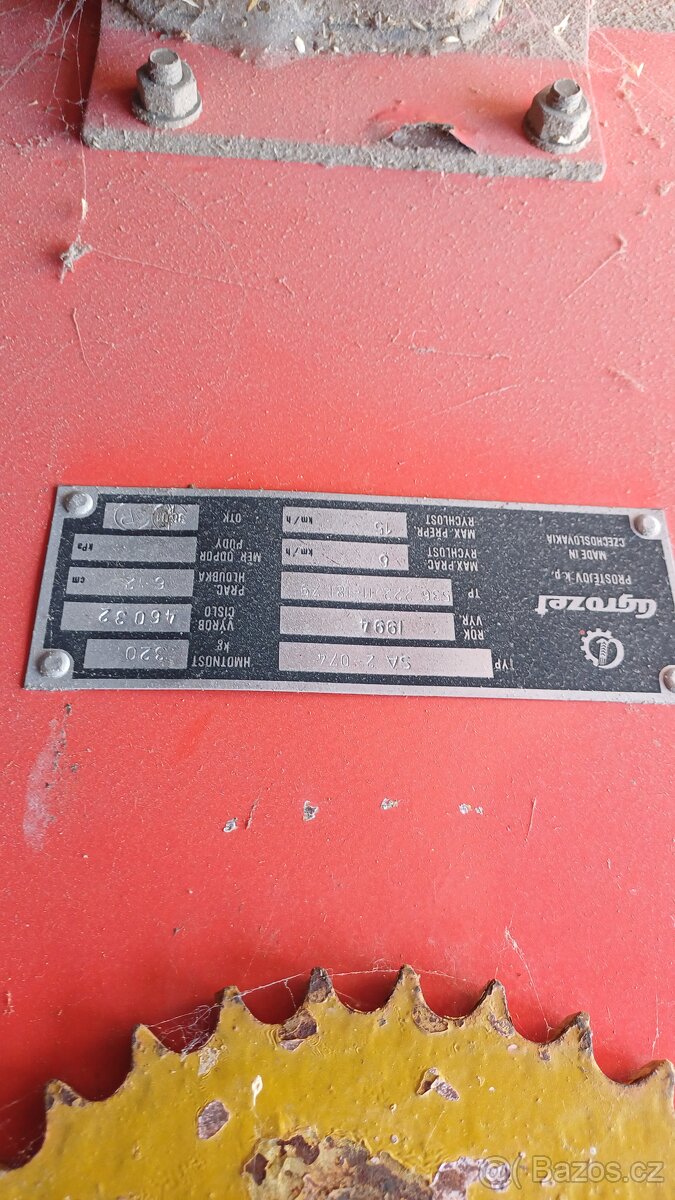 Agrozet
PROSTĚJOV k.p.
MADE IN
CZECHOSLOVAKIA
TYP SA 2 074
ROK
VÝR. 1994
TP
MAX.PRAC
RYCHLOST 6 km/h
MAX. PREPR.
RYCHLOST 15 km/h
HMOTNOST
kg 320
VÝROB.
ČÍSLO 46032
PRAC.
HLOUBKA 6-12 cm
MĚR ODPOR
PŮDY kPa
OTK
Bazos.cz